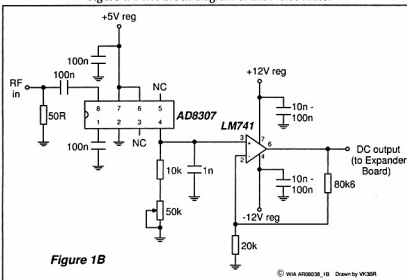 +5V reg
100n
RF
in
100n
50R
NC
8 7 6 5
AD8307
1 2 3 4
100n
NC
10k
1n
50k
+12V reg
10n -
100n
LM741
3 7
+
6
2 - 4
DC output
(to Expander
Board)
10n -
100n
80k6
-12V reg
20k
Figure 1B
© WIA AR08038_1B Drawn by VK3BR